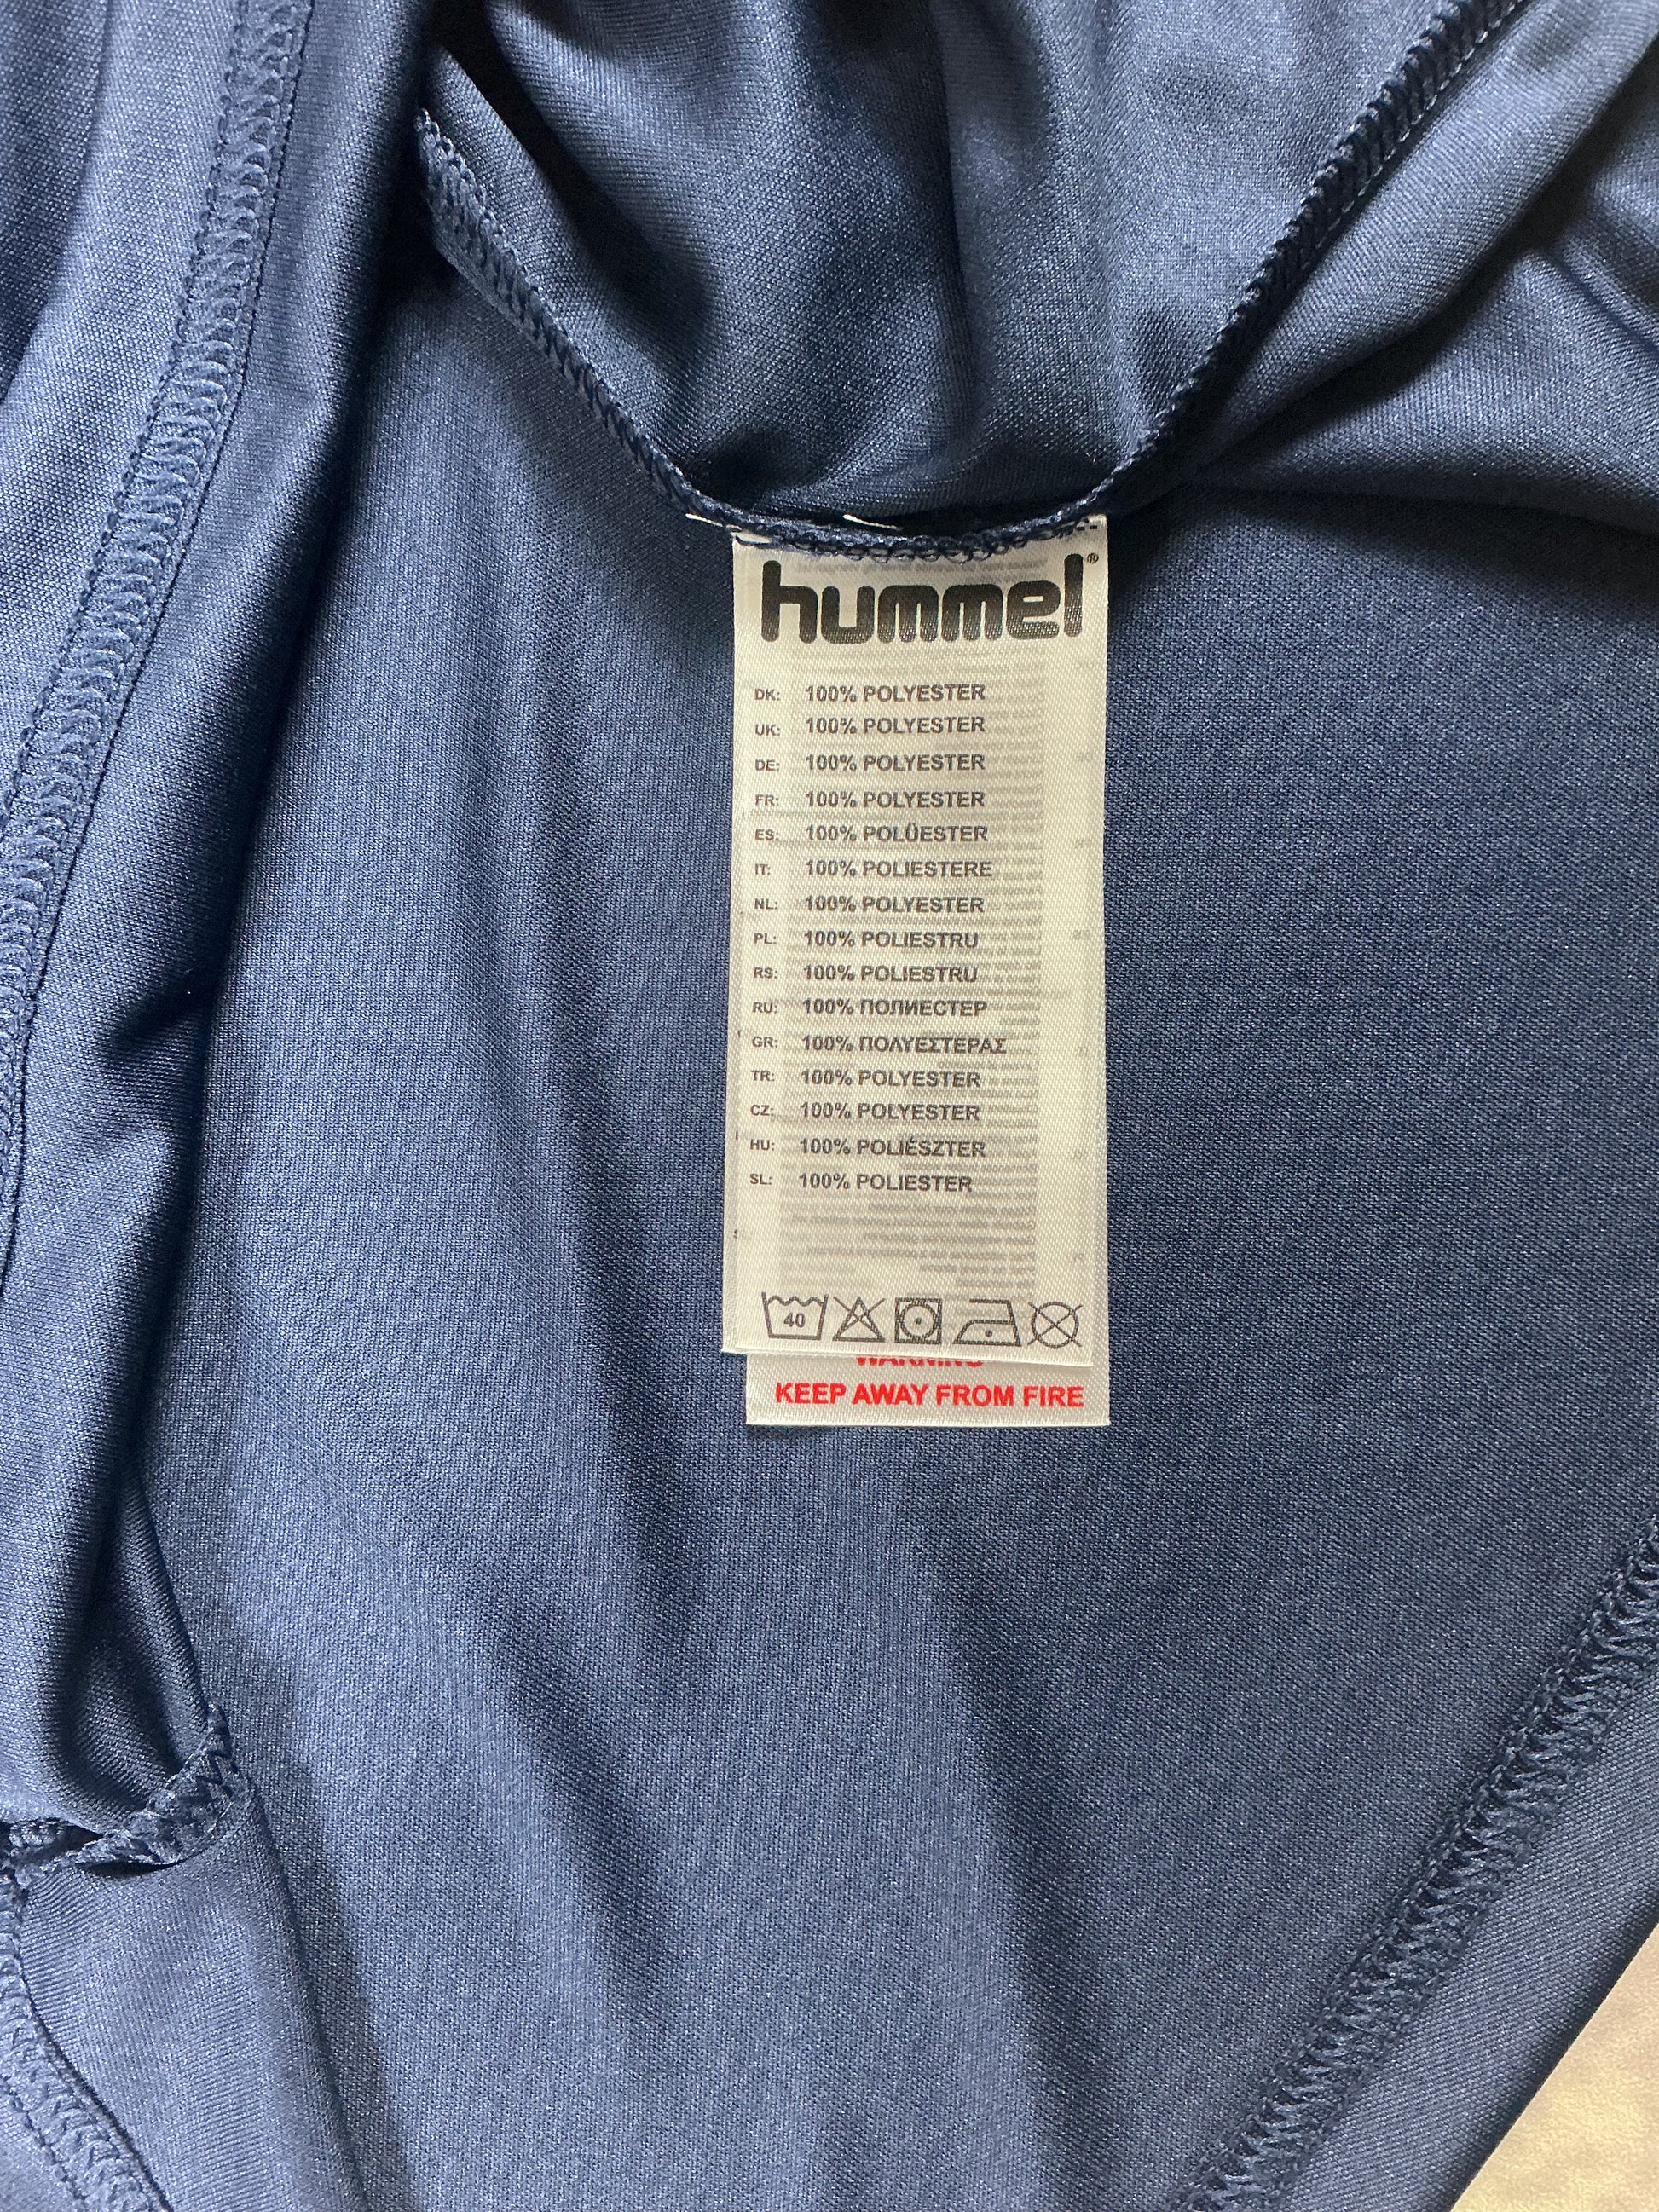 hummel®
DK: 100% POLYESTER
UK: 100% POLYESTER
DE: 100% POLYESTER
FR: 100% POLYESTER
ES: 100% POLÜESTER
IT: 100% POLIESTERE
NL: 100% POLYESTER
PL: 100% POLIESTRU
RS: 100% POLIESTRU
RU: 100% ПОЛИЕСТЕР
GR: 100% ΠΟΛΥΕΣΤΕΡΑΣ
TR: 100% POLYESTER
CZ: 100% POLYESTER
HU: 100% POLIÉSZTER
SL: 100% POLIESTER
40
WARNING
KEEP AWAY FROM FIRE